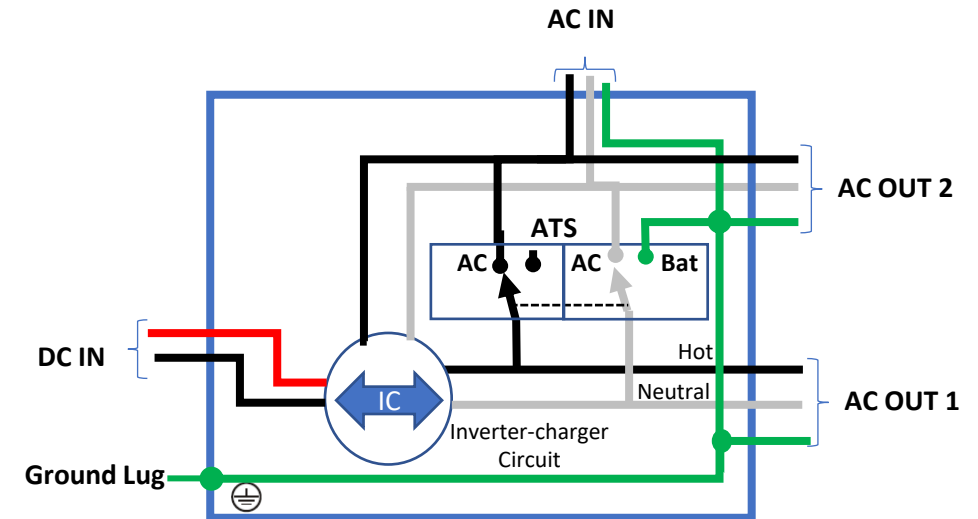 AC IN
AC OUT 2
ATS
AC
AC
Bat
Hot
DC IN
Neutral
IC
AC OUT 1
Inverter-charger
Circuit
Ground Lug